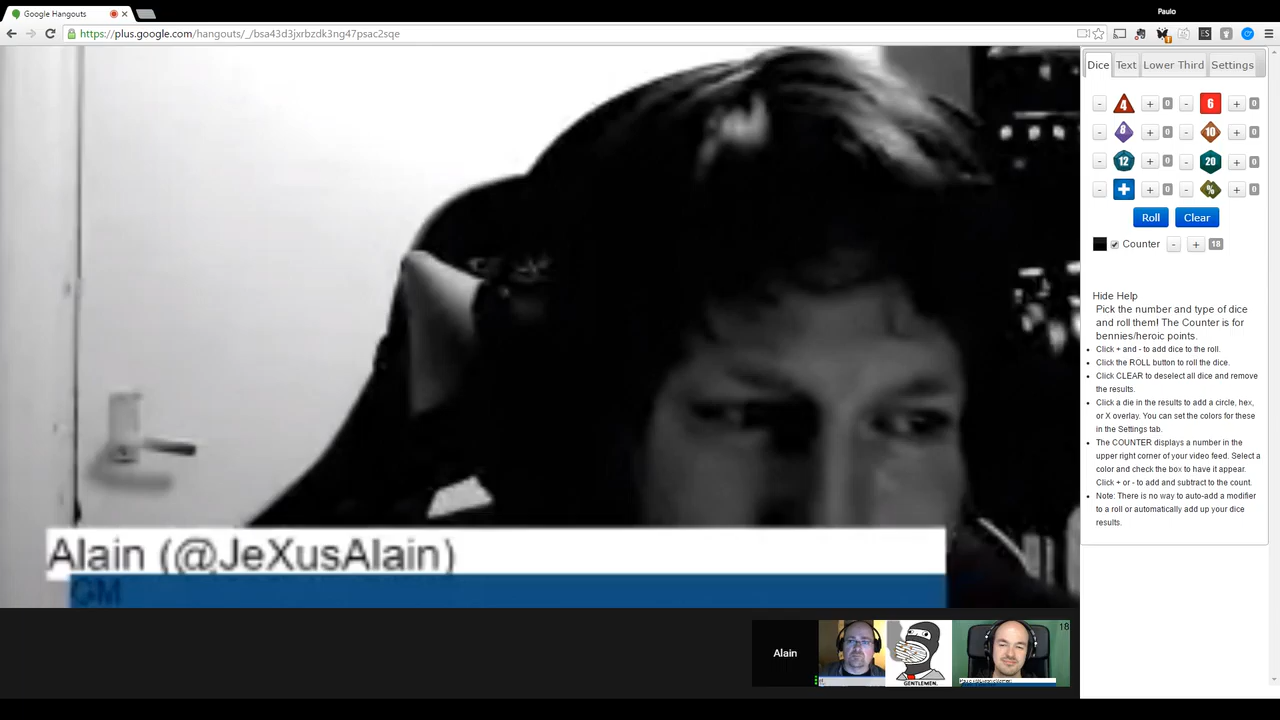 Paulo
Google Hangouts
https://plus.google.com/hangouts/_/bsa43d3jxrbzdk3ng47psac2sqe
ES
Dice Text Lower Third Settings
- 4 + 0 - 6 + 0
- 8 + 0 - 10 + 0
- 12 + 0 - 20 + 0
- + + 0 - % + 0
Roll Clear
Counter - + 18
Hide Help
Pick the number and type of dice
and roll them! The Counter is for
bennies/heroic points.
Click + and - to add dice to the roll.
Click the ROLL button to roll the dice.
Click CLEAR to deselect all dice and remove
the results.
Click a die in the results to add a circle, hex,
or X overlay. You can set the colors for these
in the Settings tab.
The COUNTER displays a number in the
upper right corner of your video feed. Select a
color and check the box to have it appear.
Click + or - to add and subtract to the count.
Note: There is no way to auto-add a modifier
to a roll or automatically add up your dice
results.
Alain (@JeXusAlain)
GM
Alain
GENTLEMEN.
18